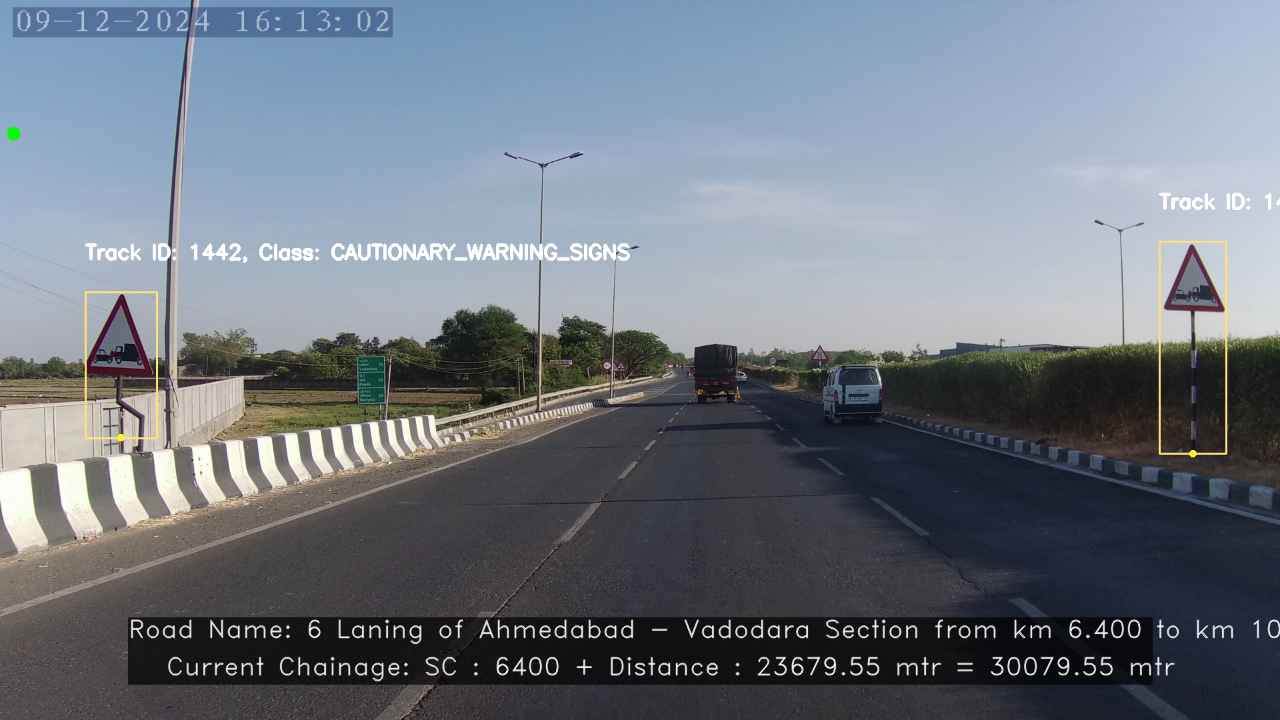 09-12-2024 16:13:02
Track ID: 14
Track ID: 1442, Class: CAUTIONARY_WARNING_SIGNS
Road Name: 6 Laning of Ahmedabad - Vadodara Section from km 6.400 to km 10
Current Chainage: SC : 6400 + Distance : 23679.55 mtr = 30079.55 mtr